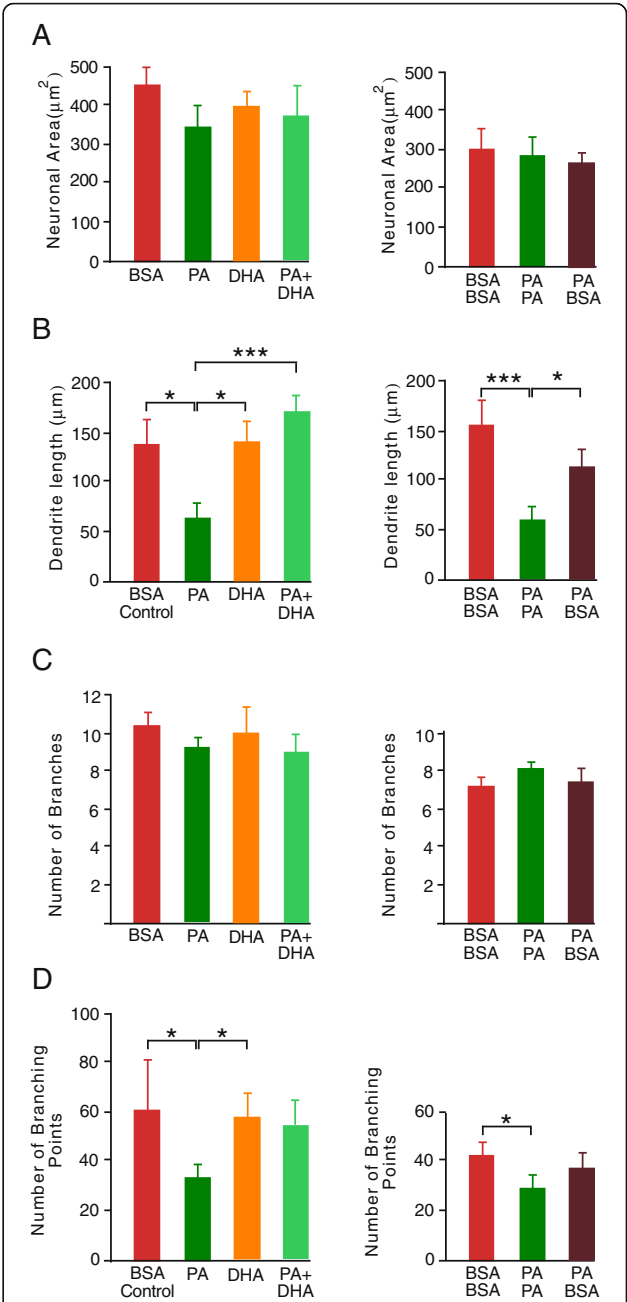 A
Neuronal Area(μm²)
500
400
300
200
100
0
BSA PA DHA PA+
DHA
Neuronal Area(μm²)
500
400
300
200
100
0
BSA PA PA
BSA PA BSA
B
Dendrite length (μm)
200
150
100
50
0
* * ***
BSA PA DHA PA+
Control DHA
Dendrite length (μm)
200
150
100
50
0
*** *
BSA PA PA
BSA PA BSA
C
Number of Branches
12
10
8
6
4
2
BSA PA DHA PA+
DHA
Number of Branches
10
8
6
4
2
BSA PA PA
BSA PA BSA
D
Number of Branching
Points
100
80
60
40
20
0
* *
BSA PA DHA PA+
Control DHA
Number of Branching
Points
60
40
20
0
*
BSA PA PA
BSA PA BSA